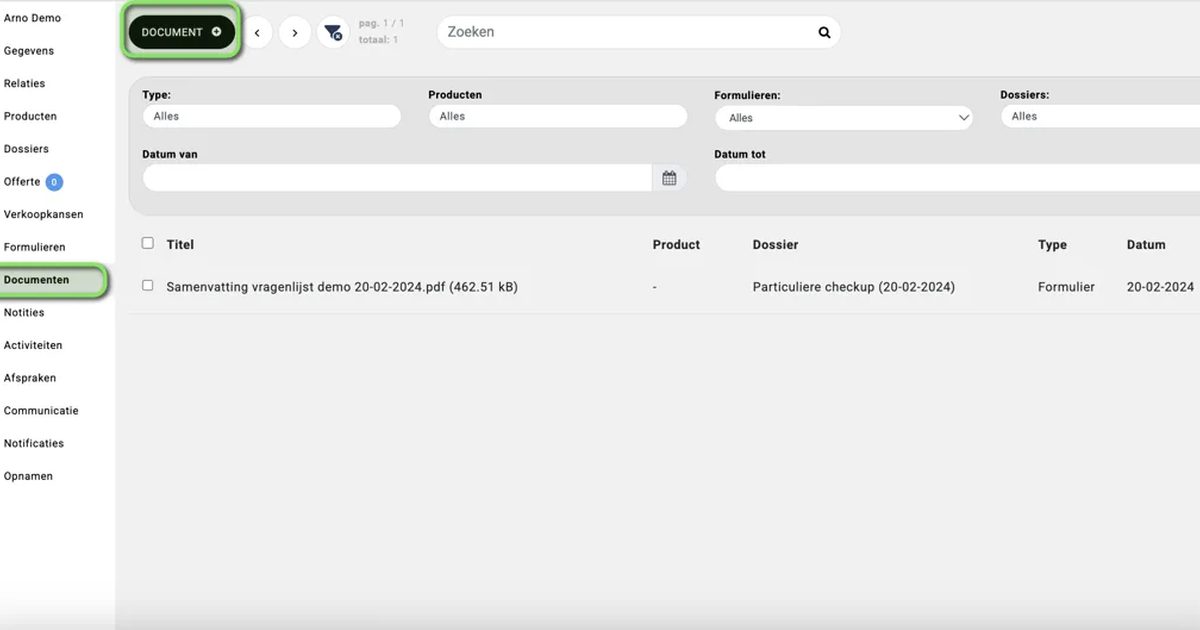 Arno Demo
Gegevens
Relaties
Producten
Dossiers
Offerte 0
Verkoopkansen
Formulieren
Documenten
Notities
Activiteiten
Afspraken
Communicatie
Notificaties
Opnamen
DOCUMENT
pag. 1 / 1
totaal: 1
Zoeken
Type: Producten Formulieren: Dossiers:
Alles Alles Alles Alles
Datum van Datum tot
Titel Product Dossier Type Datum
Samenvatting vragenlijst demo 20-02-2024.pdf (462.51 kB) - Particuliere checkup (20-02-2024) Formulier 20-02-2024